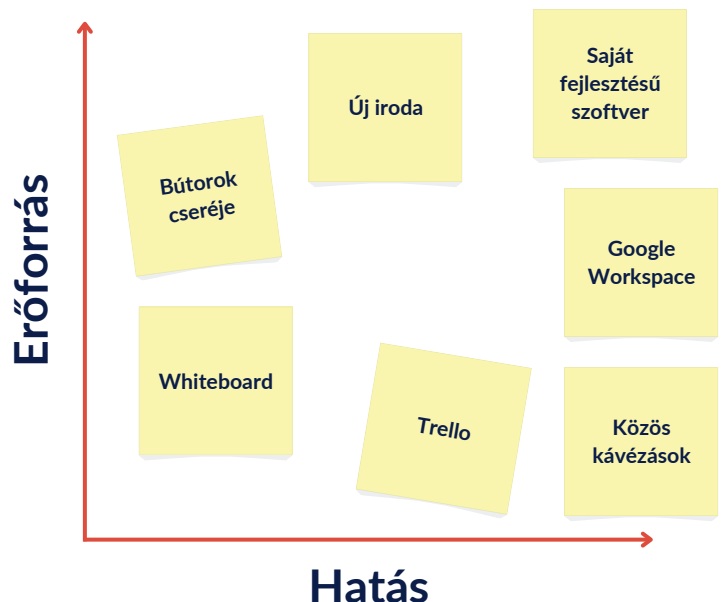 Saját
fejlesztésű
szoftver
Új iroda
Bútorok
cseréje
Google
Workspace
Whiteboard
Trello
Közös
kávézások
Erőforrás
Hatás